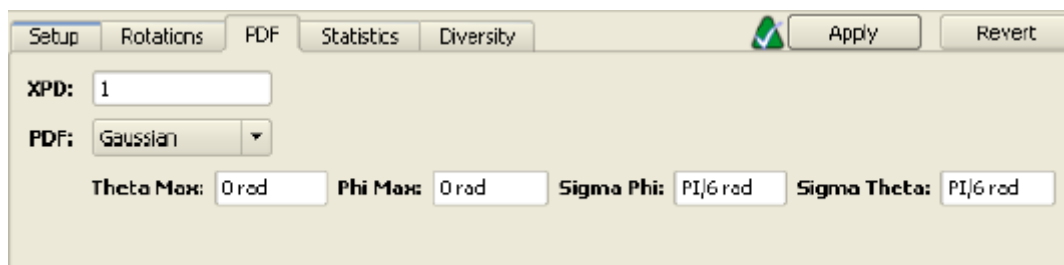 Setup Rotations PDF Statistics Diversity Apply Revert
XPD: 1
PDF: Gaussian
Theta Max: 0 rad Phi Max: 0 rad Sigma Phi: PI/6 rad Sigma Theta: PI/6 rad